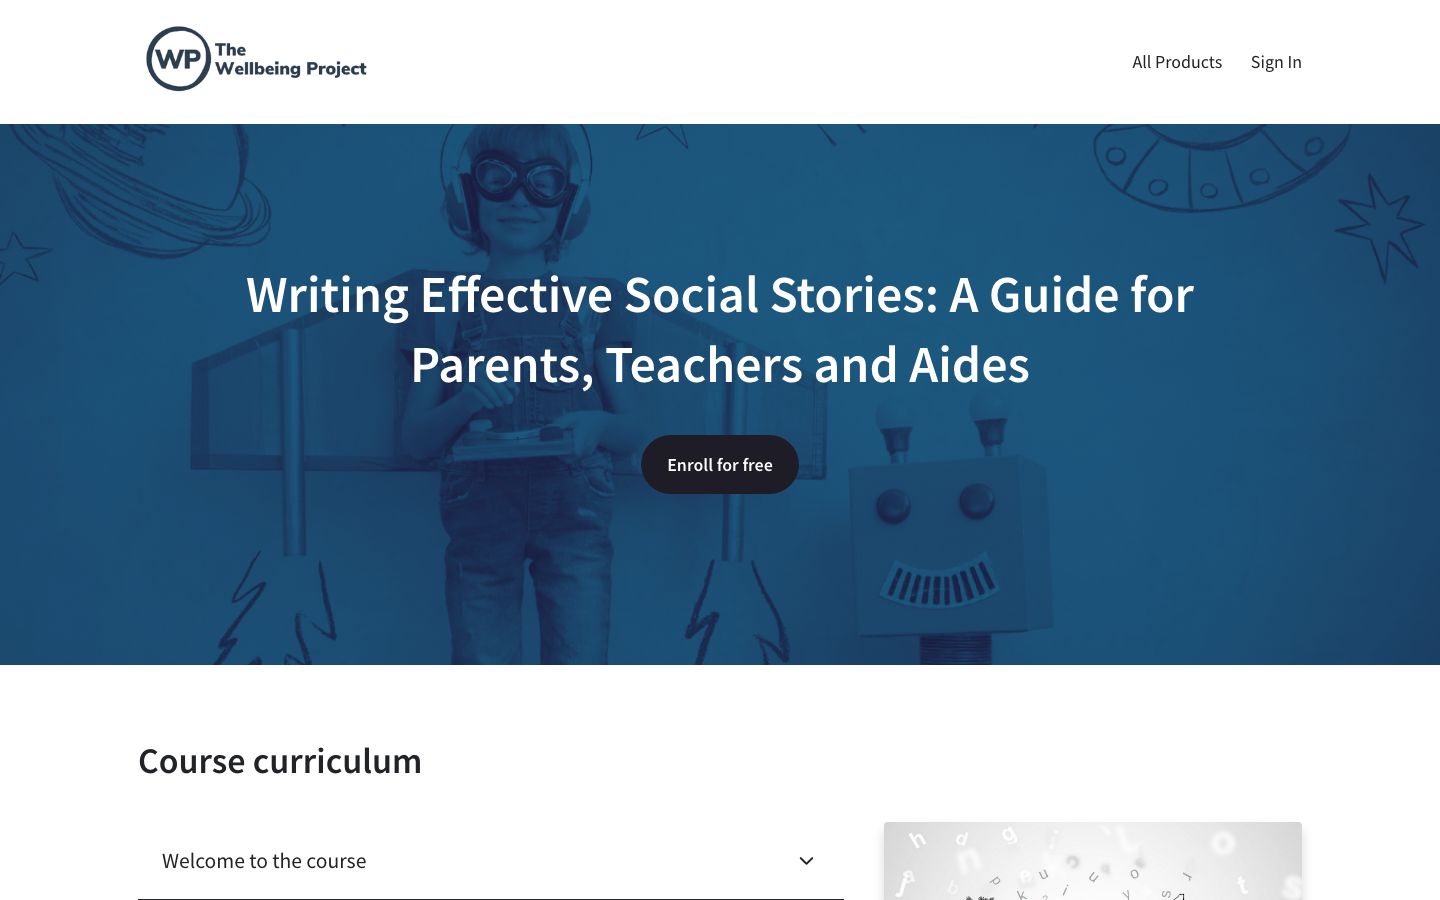 WP The
Wellbeing Project
All Products
Sign In
Writing Effective Social Stories: A Guide for
Parents, Teachers and Aides
Enroll for free
Course curriculum
Welcome to the course